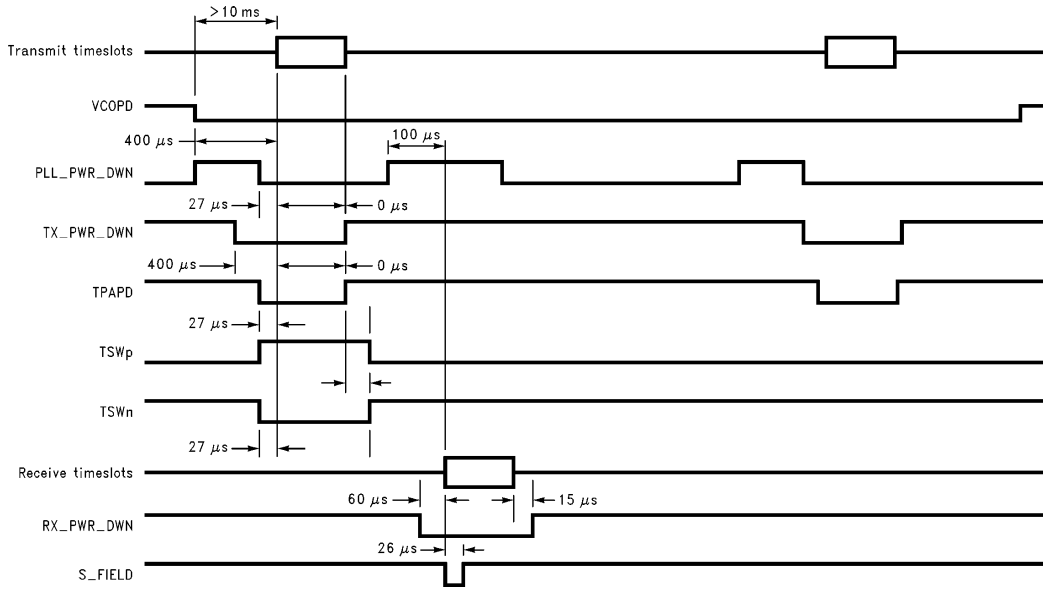 >10 ms
Transmit timeslots
VCOPD
400 μs
100 μs
PLL_PWR_DWN
27 μs
0 μs
TX_PWR_DWN
400 μs
0 μs
TPAPD
27 μs
TSWp
TSWn
27 μs
Receive timeslots
60 μs
15 μs
RX_PWR_DWN
26 μs
S_FIELD